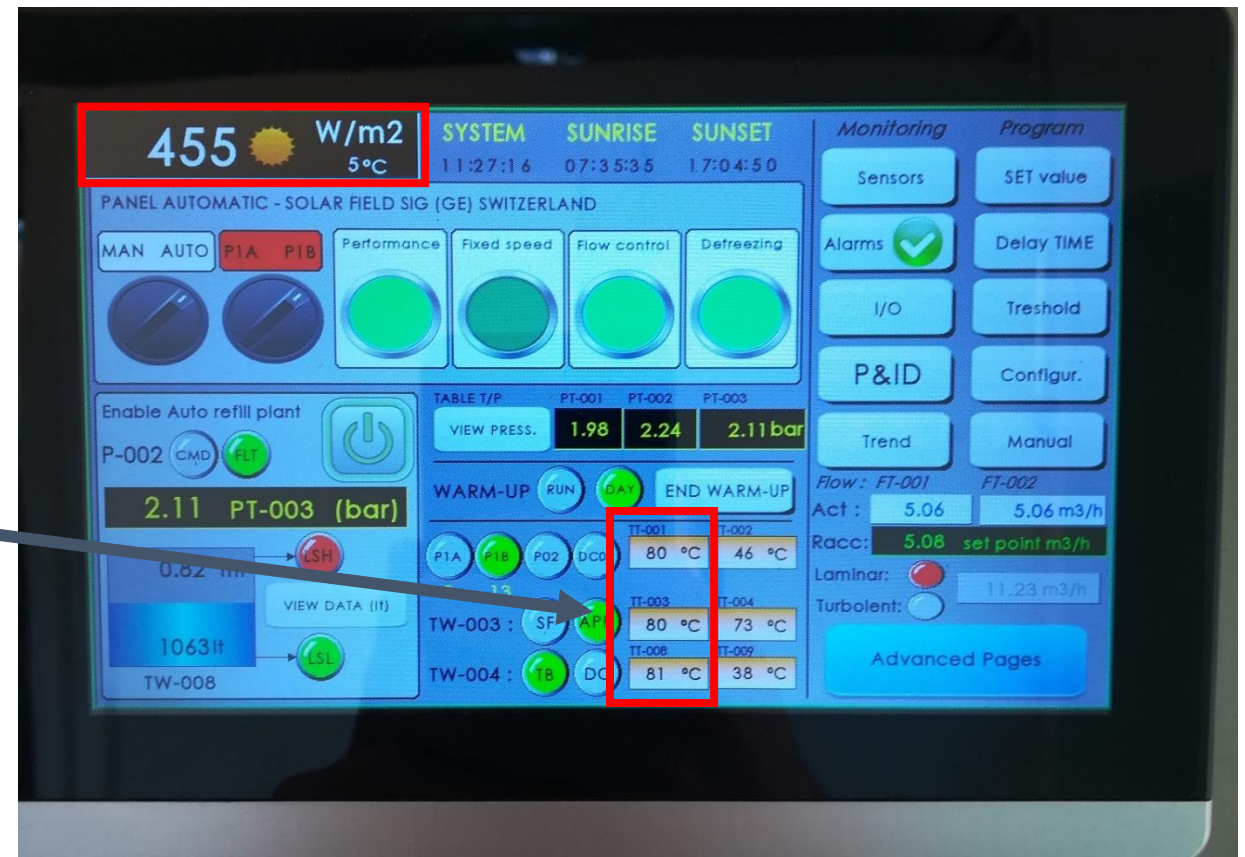 455 W/m2
5°C
SYSTEM SUNRISE SUNSET
11:27:16 07:35:35 17:04:50
Monitoring Program
Sensors SET value
PANEL AUTOMATIC - SOLAR FIELD SIG (GE) SWITZERLAND
MAN AUTO P1A P1B Performance Fixed speed Flow control Defreezing
Alarms Delay TIME
I/O Treshold
P&ID Configur.
Trend Manual
Enable Auto refill plant
P-002 CMD FLT
2.11 PT-003 (bar)
LSH
VIEW DATA (lt)
1063lt
LSL
TW-008
TABLE T/P PT-001 PT-002 PT-003
VIEW PRESS. 1.98 2.24 2.11 bar
WARM-UP RUN DAY END WARM-UP
TT-001 TT-002
P1A P1B P02 DC0 80 °C 46 °C
13
TT-003 TT-004
TW-003 : SF APP 80 °C 73 °C
TT-008 TT-009
TW-004 : TB DC 81 °C 38 °C
Flow : FT-001 FT-002
Act : 5.06 5.06 m3/h
Racc: 5.08 set point m3/h
Laminar:
11.23 m3/h
Turbolent:
Advanced Pages